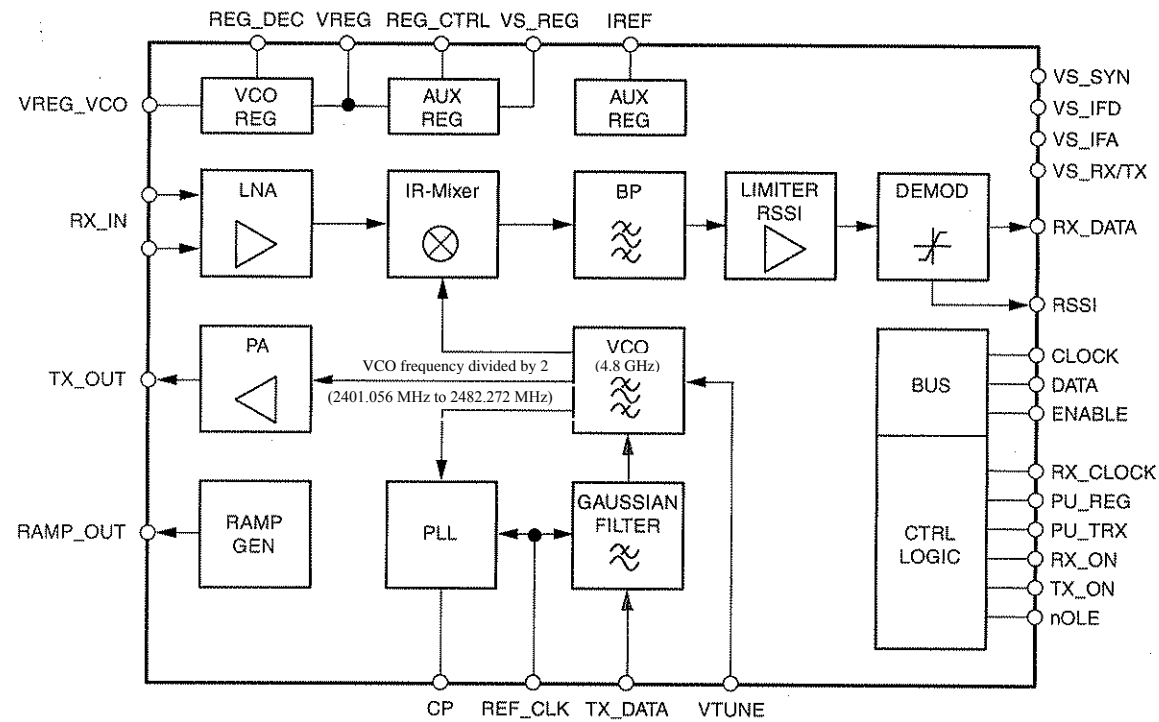 REG_DEC VREG REG_CTRL VS_REG IREF
VREG_VCO
VCO
REG
AUX
REG
AUX
REG
VS_SYN
VS_IFD
VS_IFA
VS_RX/TX
RX_IN
LNA
IR-Mixer
BP
LIMITER
RSSI
DEMOD
RX_DATA
RSSI
TX_OUT
PA
VCO frequency divided by 2
(2401.056 MHz to 2482.272 MHz)
VCO
(4.8 GHz)
BUS
CLOCK
DATA
ENABLE
RAMP_OUT
RAMP
GEN
PLL
GAUSSIAN
FILTER
CTRL
LOGIC
RX_CLOCK
PU_REG
PU_TRX
RX_ON
TX_ON
nOLE
CP REF_CLK TX_DATA VTUNE